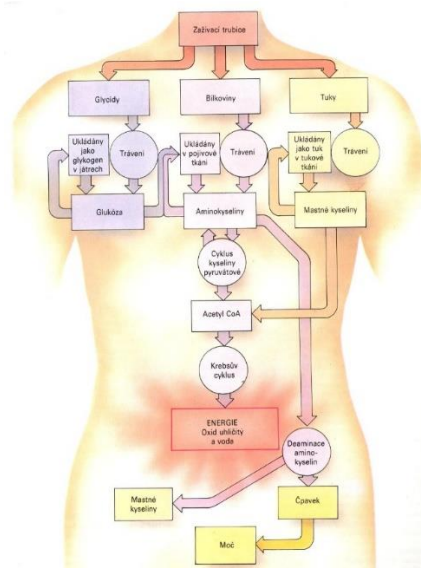 Zažívací trubice
Glycidy
Bílkoviny
Tuky
Ukládány
jako
glykogen
v játrech
Trávení
Ukládány
v pojivové
tkáni
Trávení
Ukládány
jako tuk
v tukové
tkáni
Trávení
Glukóza
Aminokyseliny
Mastné kyseliny
Cyklus
kyseliny
pyruvátové
Acetyl CoA
Krebsův
cyklus
ENERGIE
Oxid uhličitý
a voda
Deaminace
amino-
kyselin
Mastné
kyseliny
Čpavek
Moč